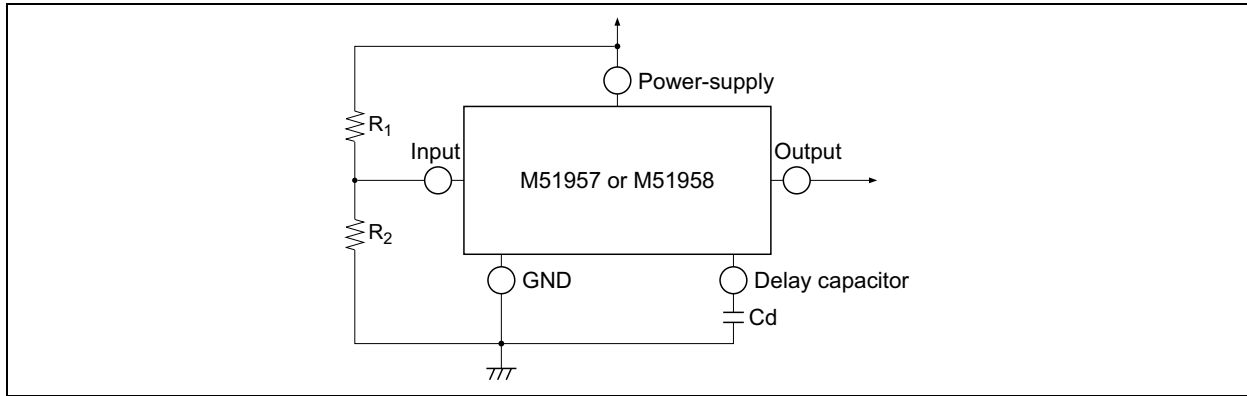 Power-supply
R1
Input
Output
M51957 or M51958
R2
GND
Delay capacitor
Cd